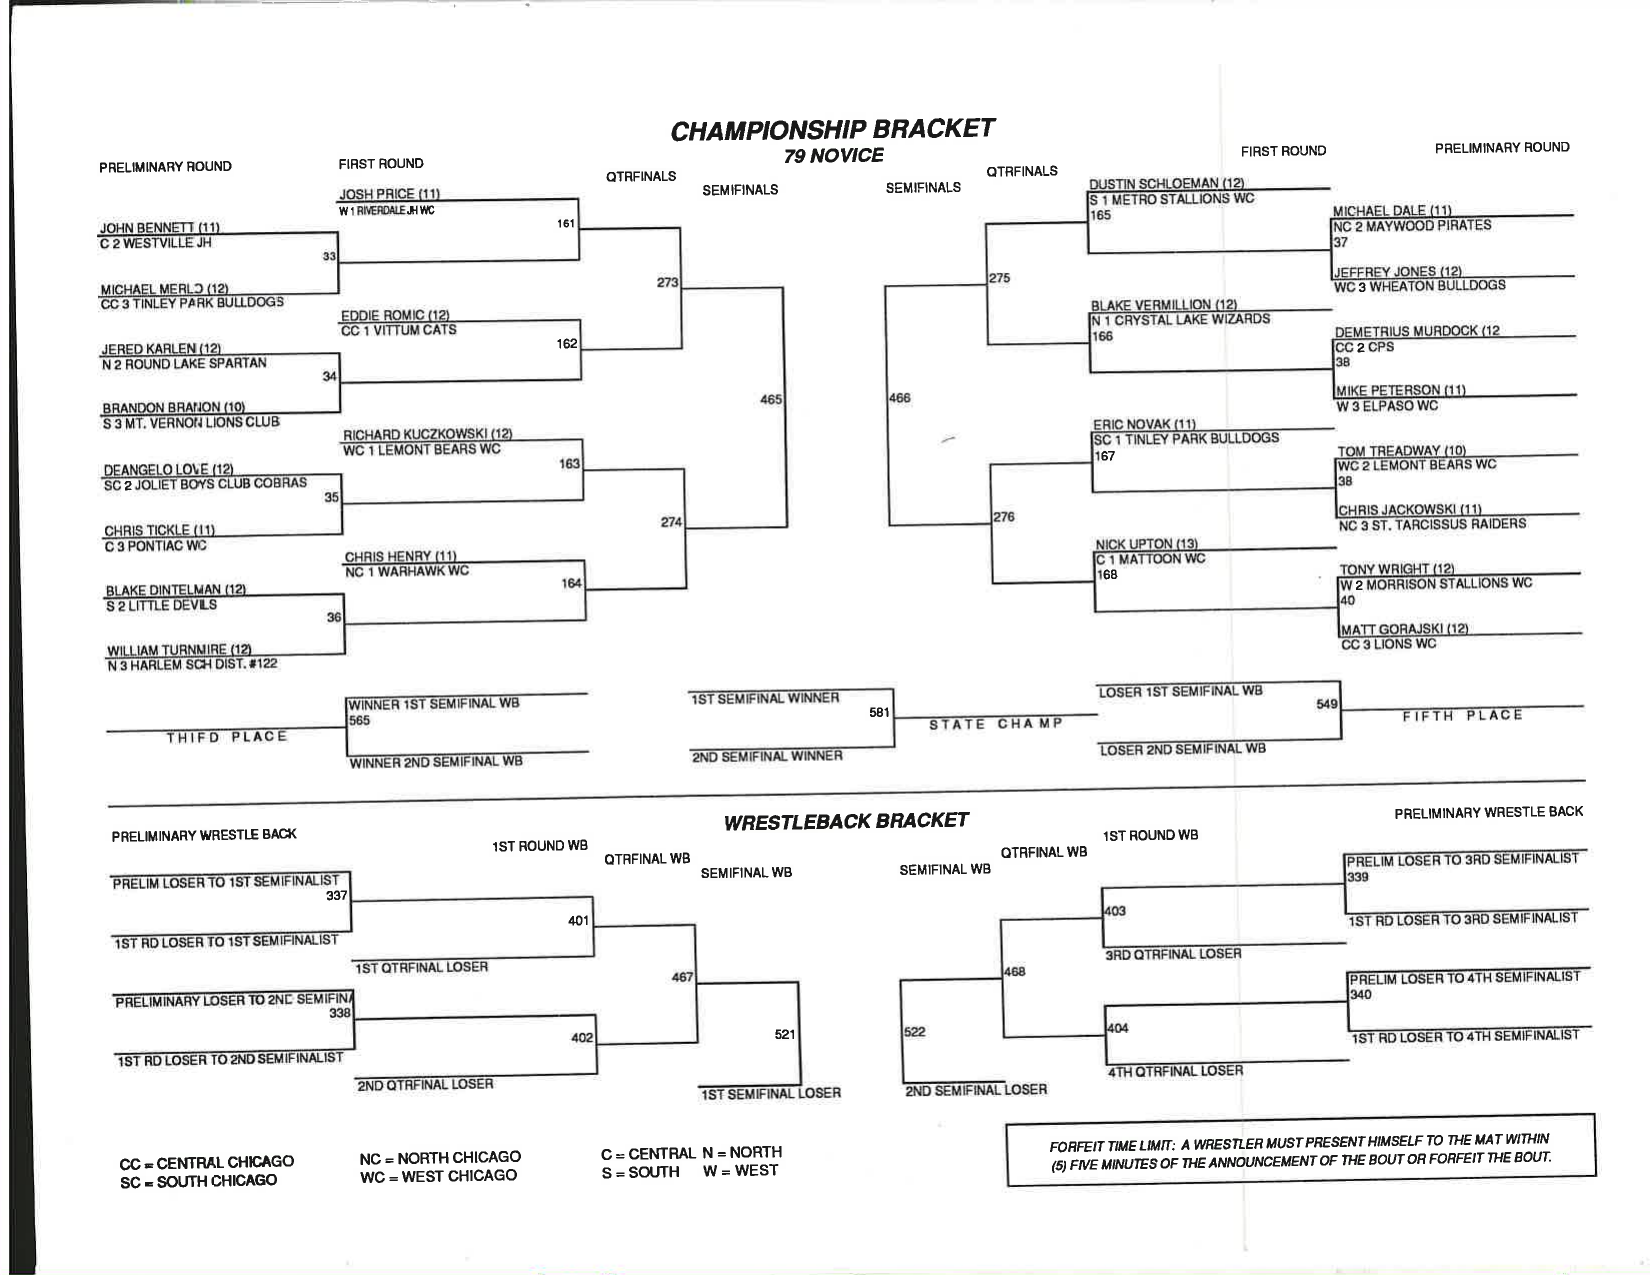 CHAMPIONSHIP BRACKET
79 NOVICE
PRELIMINARY ROUND
FIRST ROUND
QTRFINALS
SEMIFINALS
SEMIFINALS
QTRFINALS
FIRST ROUND
PRELIMINARY ROUND
JOSH PRICE (11)
W 1 RIVERDALE JH WC
161
JOHN BENNETT (11)
C 2 WESTVILLE JH
33
MICHAEL MERLO (12)
CC 3 TINLEY PARK BULLDOGS
273
EDDIE ROMIC (12)
CC 1 VITTUM CATS
162
JERED KARLEN (12)
N 2 ROUND LAKE SPARTAN
34
BRANDON BRANON (10)
S 3 MT. VERNON LIONS CLUB
465
RICHARD KUCZKOWSKI (12)
WC 1 LEMONT BEARS WC
163
DEANGELO LOVE (12)
SC 2 JOLIET BOYS CLUB COBRAS
35
CHRIS TICKLE (11)
C 3 PONTIAC WC
274
CHRIS HENRY (11)
NC 1 WARHAWK WC
164
BLAKE DINTELMAN (12)
S 2 LITTLE DEVILS
36
WILLIAM TURNMIRE (12)
N 3 HARLEM SCH DIST. #122
DUSTIN SCHLOEMAN (12)
S 1 METRO STALLIONS WC
165
MICHAEL DALE (11)
NC 2 MAYWOOD PIRATES
37
JEFFREY JONES (12)
WC 3 WHEATON BULLDOGS
275
BLAKE VERMILLION (12)
N 1 CRYSTAL LAKE WIZARDS
166
DEMETRIUS MURDOCK (12
CC 2 CPS
38
MIKE PETERSON (11)
W 3 ELPASO WC
466
ERIC NOVAK (11)
SC 1 TINLEY PARK BULLDOGS
167
TOM TREADWAY (10)
WC 2 LEMONT BEARS WC
38
CHRIS JACKOWSKI (11)
NC 3 ST. TARCISSUS RAIDERS
276
NICK UPTON (13)
C 1 MATTOON WC
168
TONY WRIGHT (12)
W 2 MORRISON STALLIONS WC
40
MATT GORAJSKI (12)
CC 3 LIONS WC
WINNER 1ST SEMIFINAL WB
565
THIFD PLACE
WINNER 2ND SEMIFINAL WB
1ST SEMIFINAL WINNER
581
STATE CHAMP
2ND SEMIFINAL WINNER
LOSER 1ST SEMIFINAL WB
549
FIFTH PLACE
LOSER 2ND SEMIFINAL WB
WRESTLEBACK BRACKET
PRELIMINARY WRESTLE BACK
1ST ROUND WB
QTRFINAL WB
SEMIFINAL WB
SEMIFINAL WB
QTRFINAL WB
1ST ROUND WB
PRELIMINARY WRESTLE BACK
PRELIM LOSER TO 1ST SEMIFINALIST
337
1ST RD LOSER TO 1ST SEMIFINALIST
401
1ST QTRFINAL LOSER
467
PRELIMINARY LOSER TO 2ND SEMIFINA
338
1ST RD LOSER TO 2ND SEMIFINALIST
402
2ND QTRFINAL LOSER
521
1ST SEMIFINAL LOSER
PRELIM LOSER TO 3RD SEMIFINALIST
339
1ST RD LOSER TO 3RD SEMIFINALIST
403
3RD QTRFINAL LOSER
468
PRELIM LOSER TO 4TH SEMIFINALIST
340
1ST RD LOSER TO 4TH SEMIFINALIST
404
4TH QTRFINAL LOSER
522
2ND SEMIFINAL LOSER
CC = CENTRAL CHICAGO
SC = SOUTH CHICAGO
NC = NORTH CHICAGO
WC = WEST CHICAGO
C = CENTRAL N = NORTH
S = SOUTH W = WEST
FORFEIT TIME LIMIT: A WRESTLER MUST PRESENT HIMSELF TO THE MAT WITHIN
(5) FIVE MINUTES OF THE ANNOUNCEMENT OF THE BOUT OR FORFEIT THE BOUT.